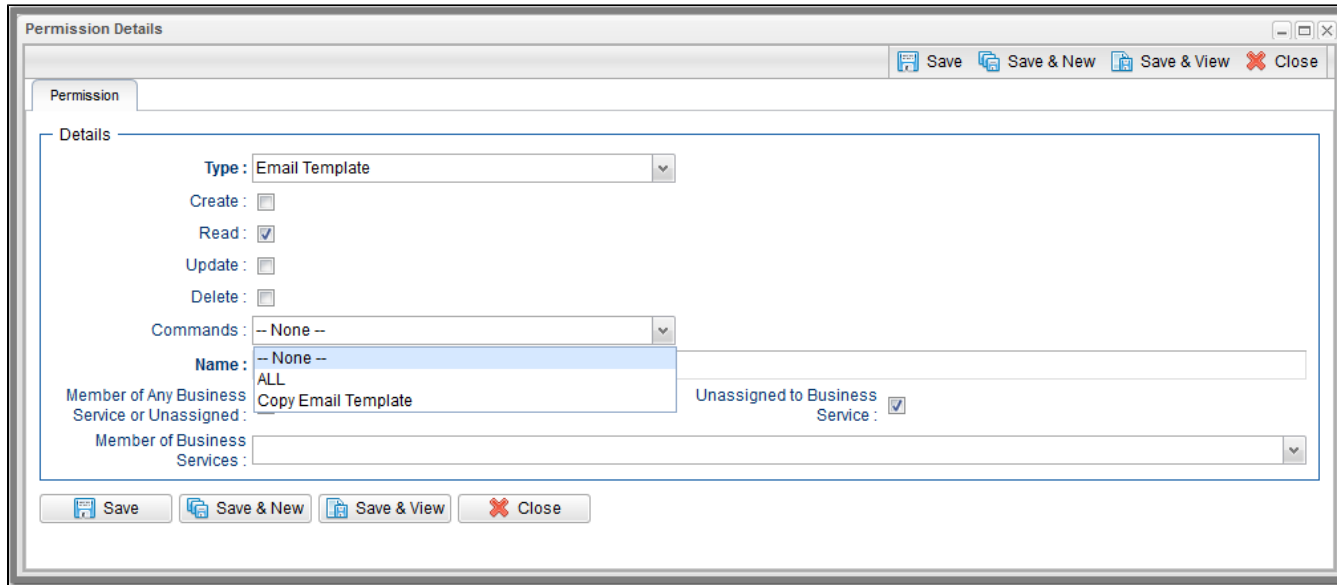 Permission Details
Save Save & New Save & View Close
Permission
Details
Type : Email Template
Create :
Read :
Update :
Delete :
Commands : -- None --
Name : -- None --
ALL
Copy Email Template
Member of Any Business Service or Unassigned :
Unassigned to Business Service :
Member of Business Services :
Save Save & New Save & View Close